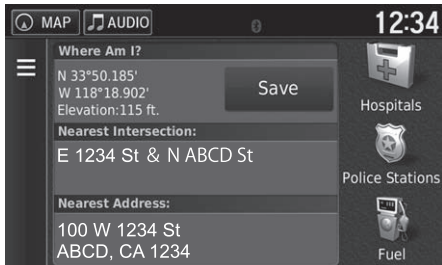 MAP AUDIO 12:34
Where Am I?
N 33°50.185'
W 118°18.902'
Elevation:115 ft.
Save
Nearest Intersection:
E 1234 St & N ABCD St
Nearest Address:
100 W 1234 St
ABCD, CA 1234
Hospitals
Police Stations
Fuel